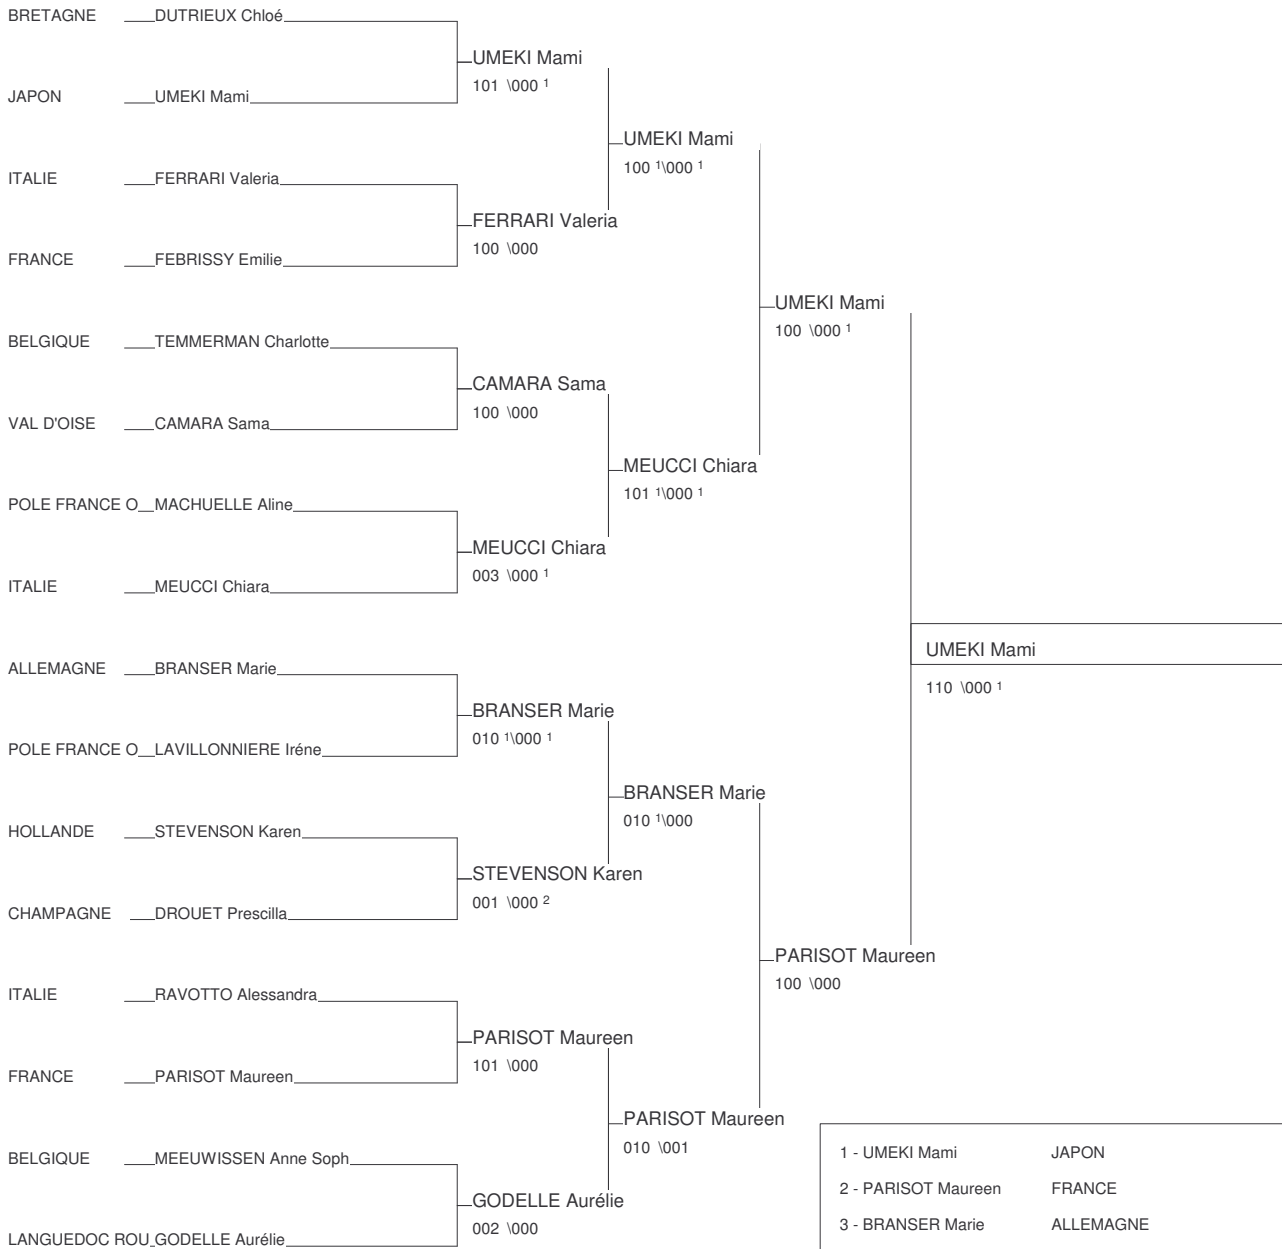 BRETAGNE DUTRIEUX Chloé
UMEKI Mami
101 \000 1
JAPON UMEKI Mami
UMEKI Mami
100 1\000 1
ITALIE FERRARI Valeria
FERRARI Valeria
100 \000
FRANCE FEBRISSY Emilie
UMEKI Mami
100 \000 1
BELGIQUE TEMMERMAN Charlotte
CAMARA Sama
100 \000
VAL D'OISE CAMARA Sama
MEUCCI Chiara
101 1\000 1
POLE FRANCE O MACHUELLE Aline
MEUCCI Chiara
003 \000 1
ITALIE MEUCCI Chiara
UMEKI Mami
110 \000 1
ALLEMAGNE BRANSER Marie
BRANSER Marie
010 1\000 1
POLE FRANCE O LAVILLONNIERE Iréne
BRANSER Marie
010 1\000
HOLLANDE STEVENSON Karen
STEVENSON Karen
001 \000 2
CHAMPAGNE DROUET Prescilla
PARISOT Maureen
100 \000
ITALIE RAVOTTO Alessandra
PARISOT Maureen
101 \000
FRANCE PARISOT Maureen
PARISOT Maureen
010 \001
BELGIQUE MEEUWISSEN Anne Soph
GODELLE Aurélie
002 \000
LANGUEDOC ROU GODELLE Aurélie
1 - UMEKI Mami JAPON
2 - PARISOT Maureen FRANCE
3 - BRANSER Marie ALLEMAGNE